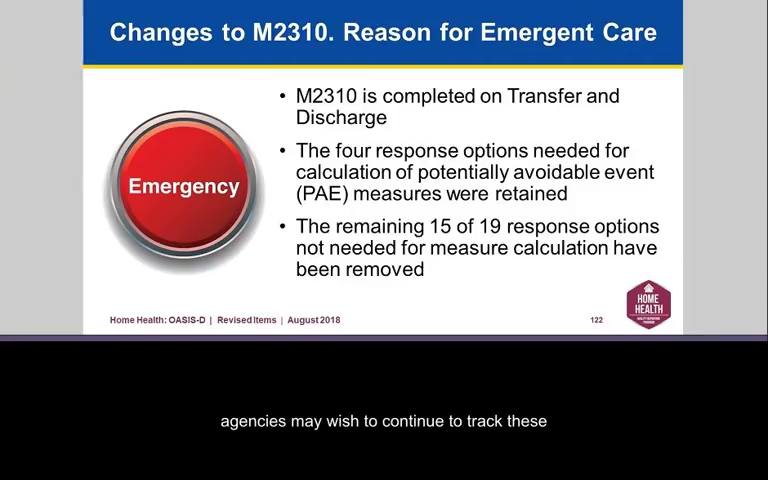 Changes to M2310. Reason for Emergent Care
Emergency
• M2310 is completed on Transfer and
Discharge
• The four response options needed for
calculation of potentially avoidable event
(PAE) measures were retained
• The remaining 15 of 19 response options
not needed for measure calculation have
been removed
HOME
HEALTH
Home Health: OASIS-D | Revised Items | August 2018
122
agencies may wish to continue to track these